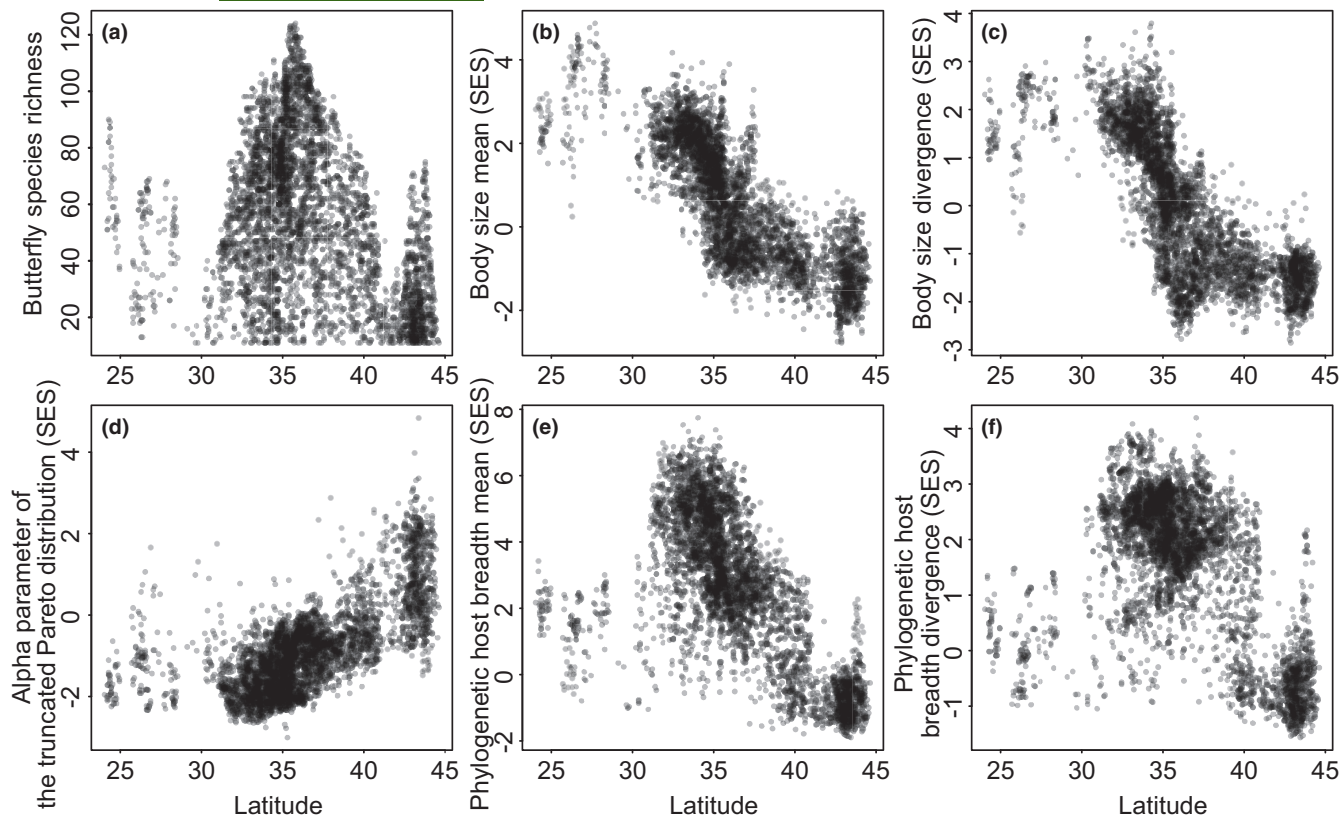 (a)
Butterfly species richness
20 40 60 80 100 120
25 30 35 40 45
(b)
Body size mean (SES)
-2 0 2 4
25 30 35 40 45
(c)
Body size divergence (SES)
-3 -2 -1 0 1 2 3 4
25 30 35 40 45
(d)
Alpha parameter of
the truncated Pareto distribution (SES)
-2 0 2 4
25 30 35 40 45
Latitude
(e)
Phylogenetic host breadth mean (SES)
-2 0 2 4 6 8
25 30 35 40 45
Latitude
(f)
Phylogenetic host
breadth divergence (SES)
-1 0 1 2 3 4
25 30 35 40 45
Latitude